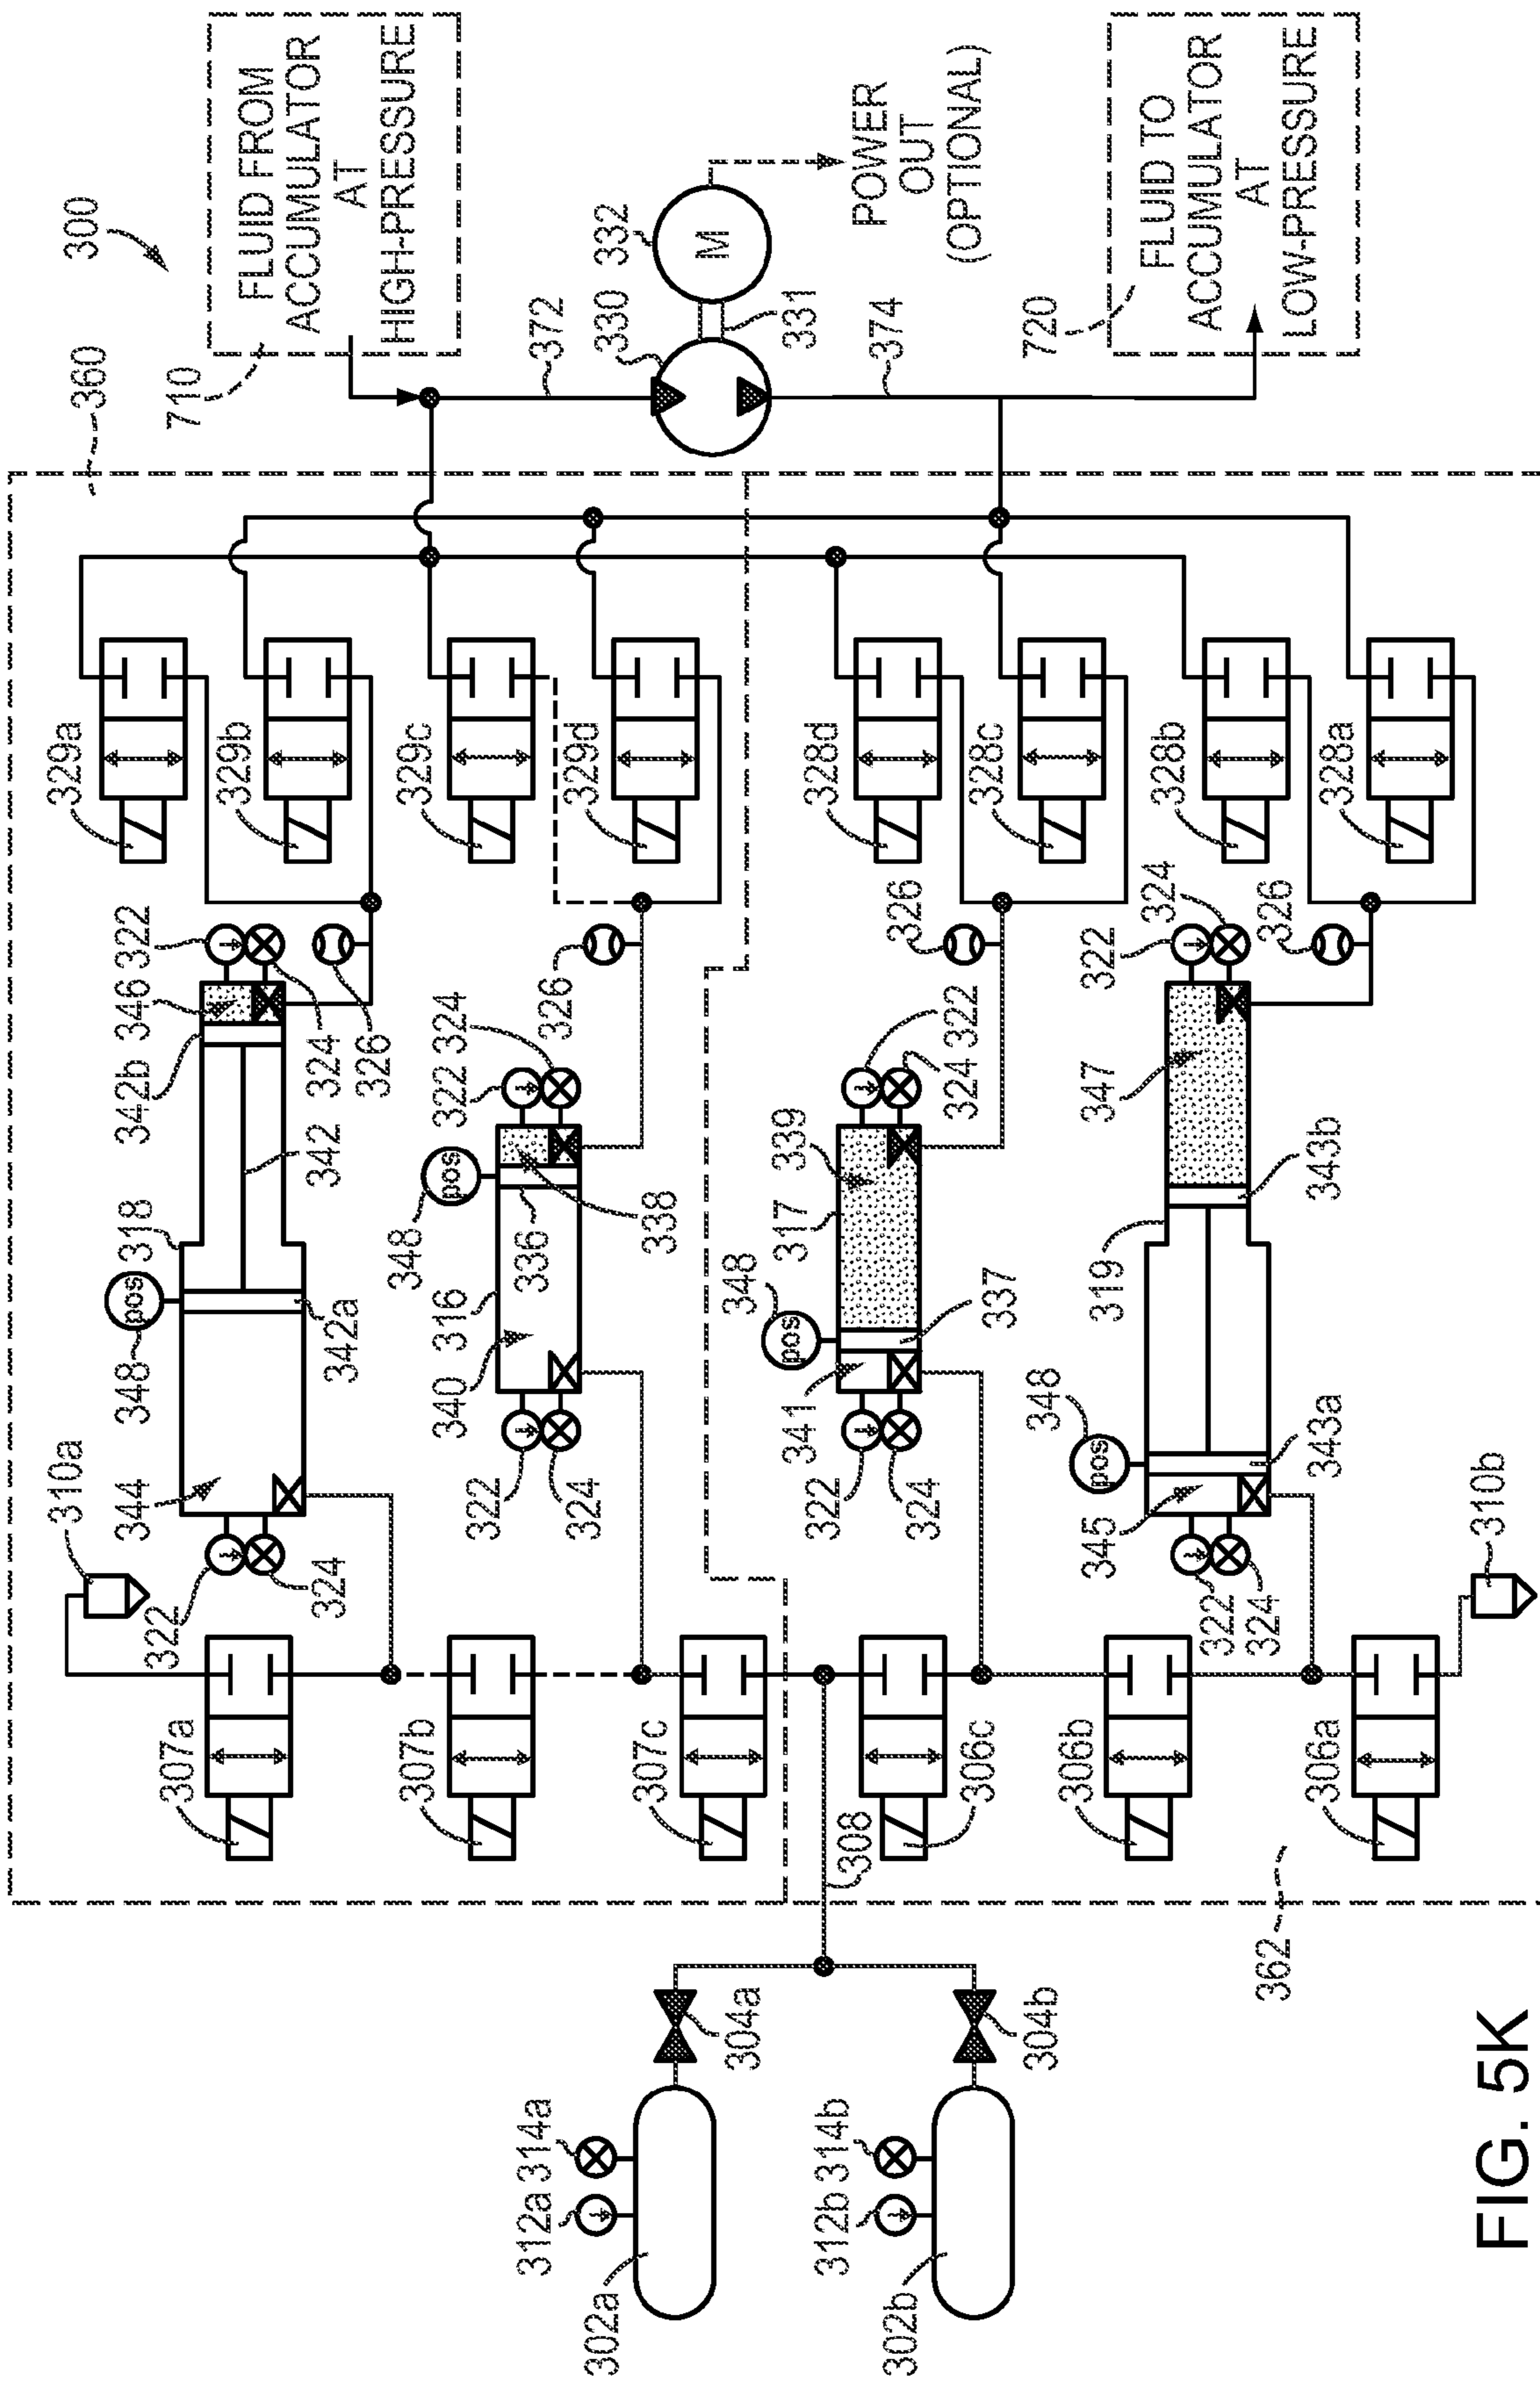 300
360
710
FLUID FROM
ACCUMULATOR
AT
HIGH-PRESSURE
372
330
332
M
331
POWER
OUT
(OPTIONAL)
374
720
FLUID TO
ACCUMULATOR
AT
LOW-PRESSURE
329a
329b
329c
329d
328d
328c
328b
328a
322
346
342b
324
326
342
318
pos
348
342a
344
310a
322
324
322
324
326
pos
348
338
336
316
340
322
324
326
322
324
339
317
348
pos
337
341
322
324
324
322
326
347
343b
319
348
pos
343a
345
322
324
310b
307a
307b
307c
308
306c
306b
306a
362
304a
304b
312a
314a
302a
312b
314b
302b
FIG. 5K